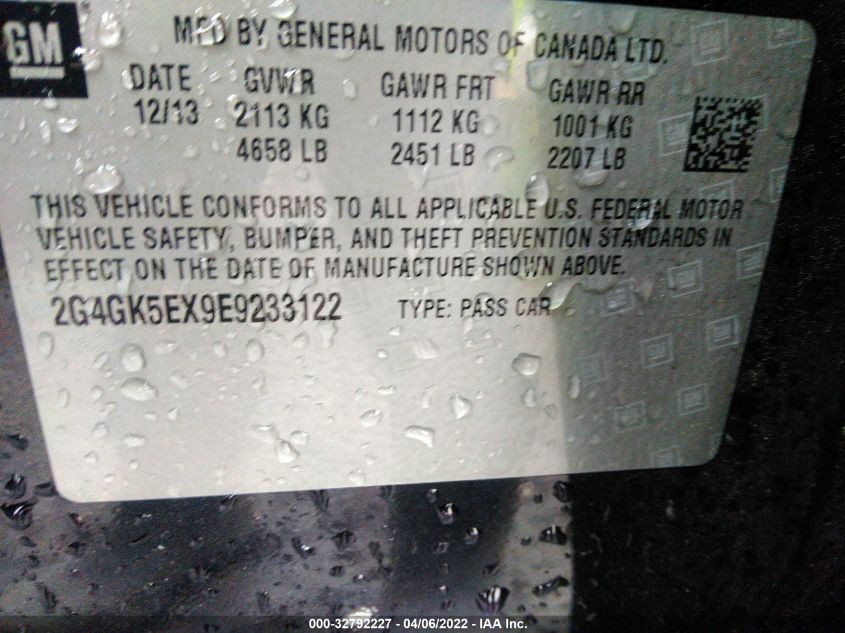 GM
MFD BY GENERAL MOTORS OF CANADA LTD.
DATE GVWR GAWR FRT GAWR RR
12/13 2113 KG 1112 KG 1001 KG
4658 LB 2451 LB 2207 LB
THIS VEHICLE CONFORMS TO ALL APPLICABLE U.S. FEDERAL MOTOR
VEHICLE SAFETY, BUMPER, AND THEFT PREVENTION STANDARDS IN
EFFECT ON THE DATE OF MANUFACTURE SHOWN ABOVE.
2G4GK5EX9E9233122 TYPE: PASS CAR
000-32792227 - 04/06/2022 - IAA Inc.